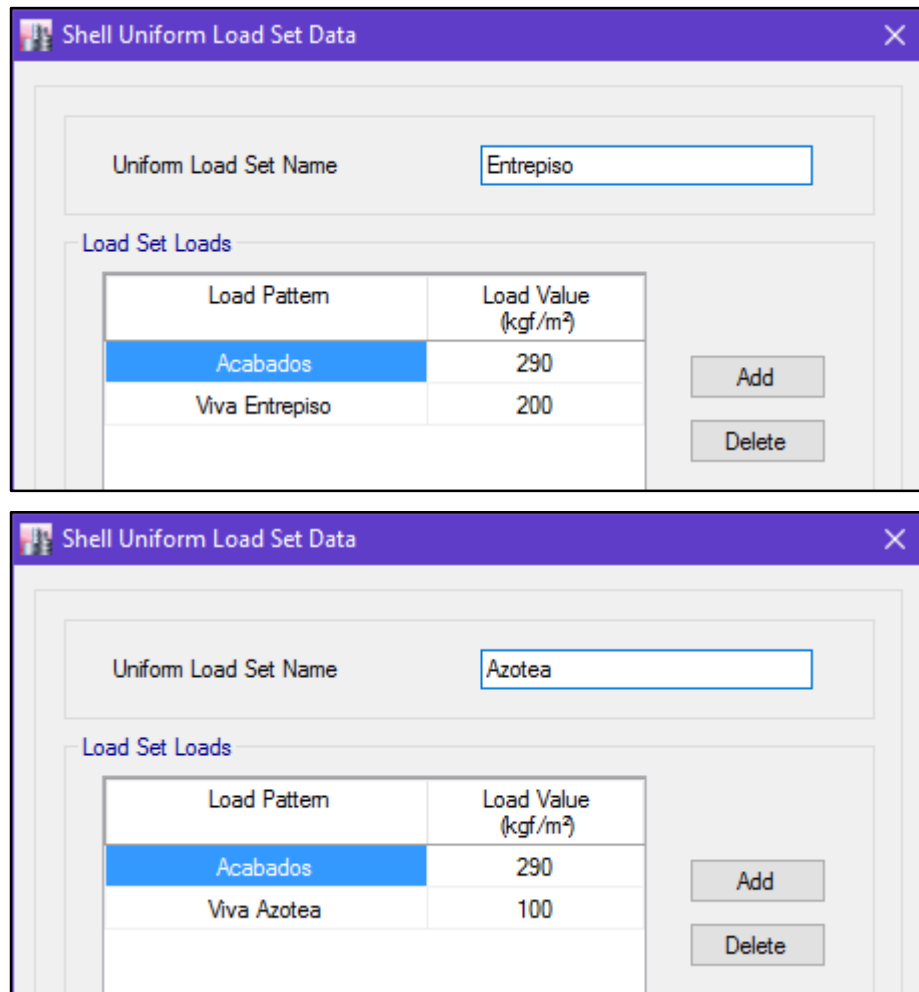 Shell Uniform Load Set Data
Uniform Load Set Name Entrepiso
Load Set Loads
Load Pattern Load Value
(kgf/m²)
Acabados 290
Add
Viva Entrepiso 200
Delete
Shell Uniform Load Set Data
Uniform Load Set Name Azotea
Load Set Loads
Load Pattern Load Value
(kgf/m²)
Acabados 290
Add
Viva Azotea 100
Delete